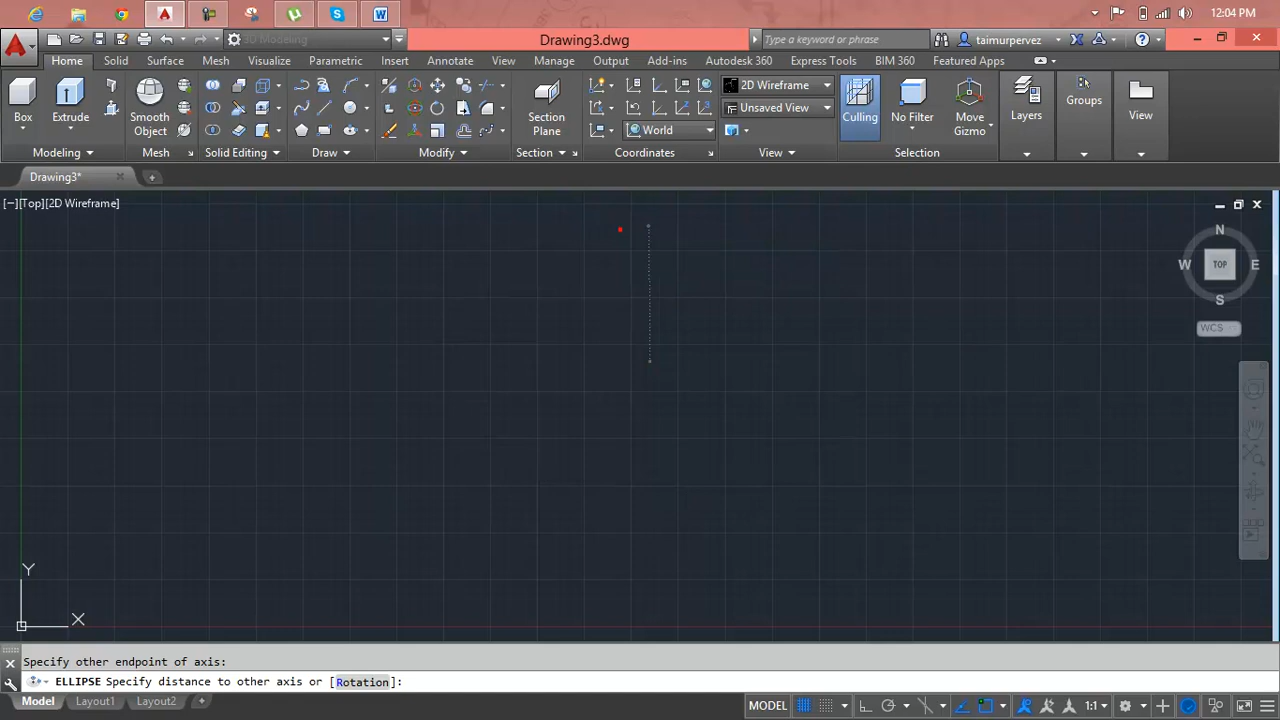 12:04 PM
3D Modeling
Drawing3.dwg
Type a keyword or phrase
taimurpervez
Home
Solid
Surface
Mesh
Visualize
Parametric
Insert
Annotate
View
Manage
Output
Add-ins
Autodesk 360
Express Tools
BIM 360
Featured Apps
Box
Extrude
Smooth
Object
Section
Plane
World
2D Wireframe
Unsaved View
Culling
No Filter
Move
Gizmo
Layers
Groups
View
Modeling
Mesh
Solid Editing
Draw
Modify
Section
Coordinates
View
Selection
Drawing3*
[−][Top][2D Wireframe]
N
W
TOP
E
S
WCS
Y
X
Specify other endpoint of axis:
ELLIPSE Specify distance to other axis or [Rotation]:
Model
Layout1
Layout2
MODEL
1:1